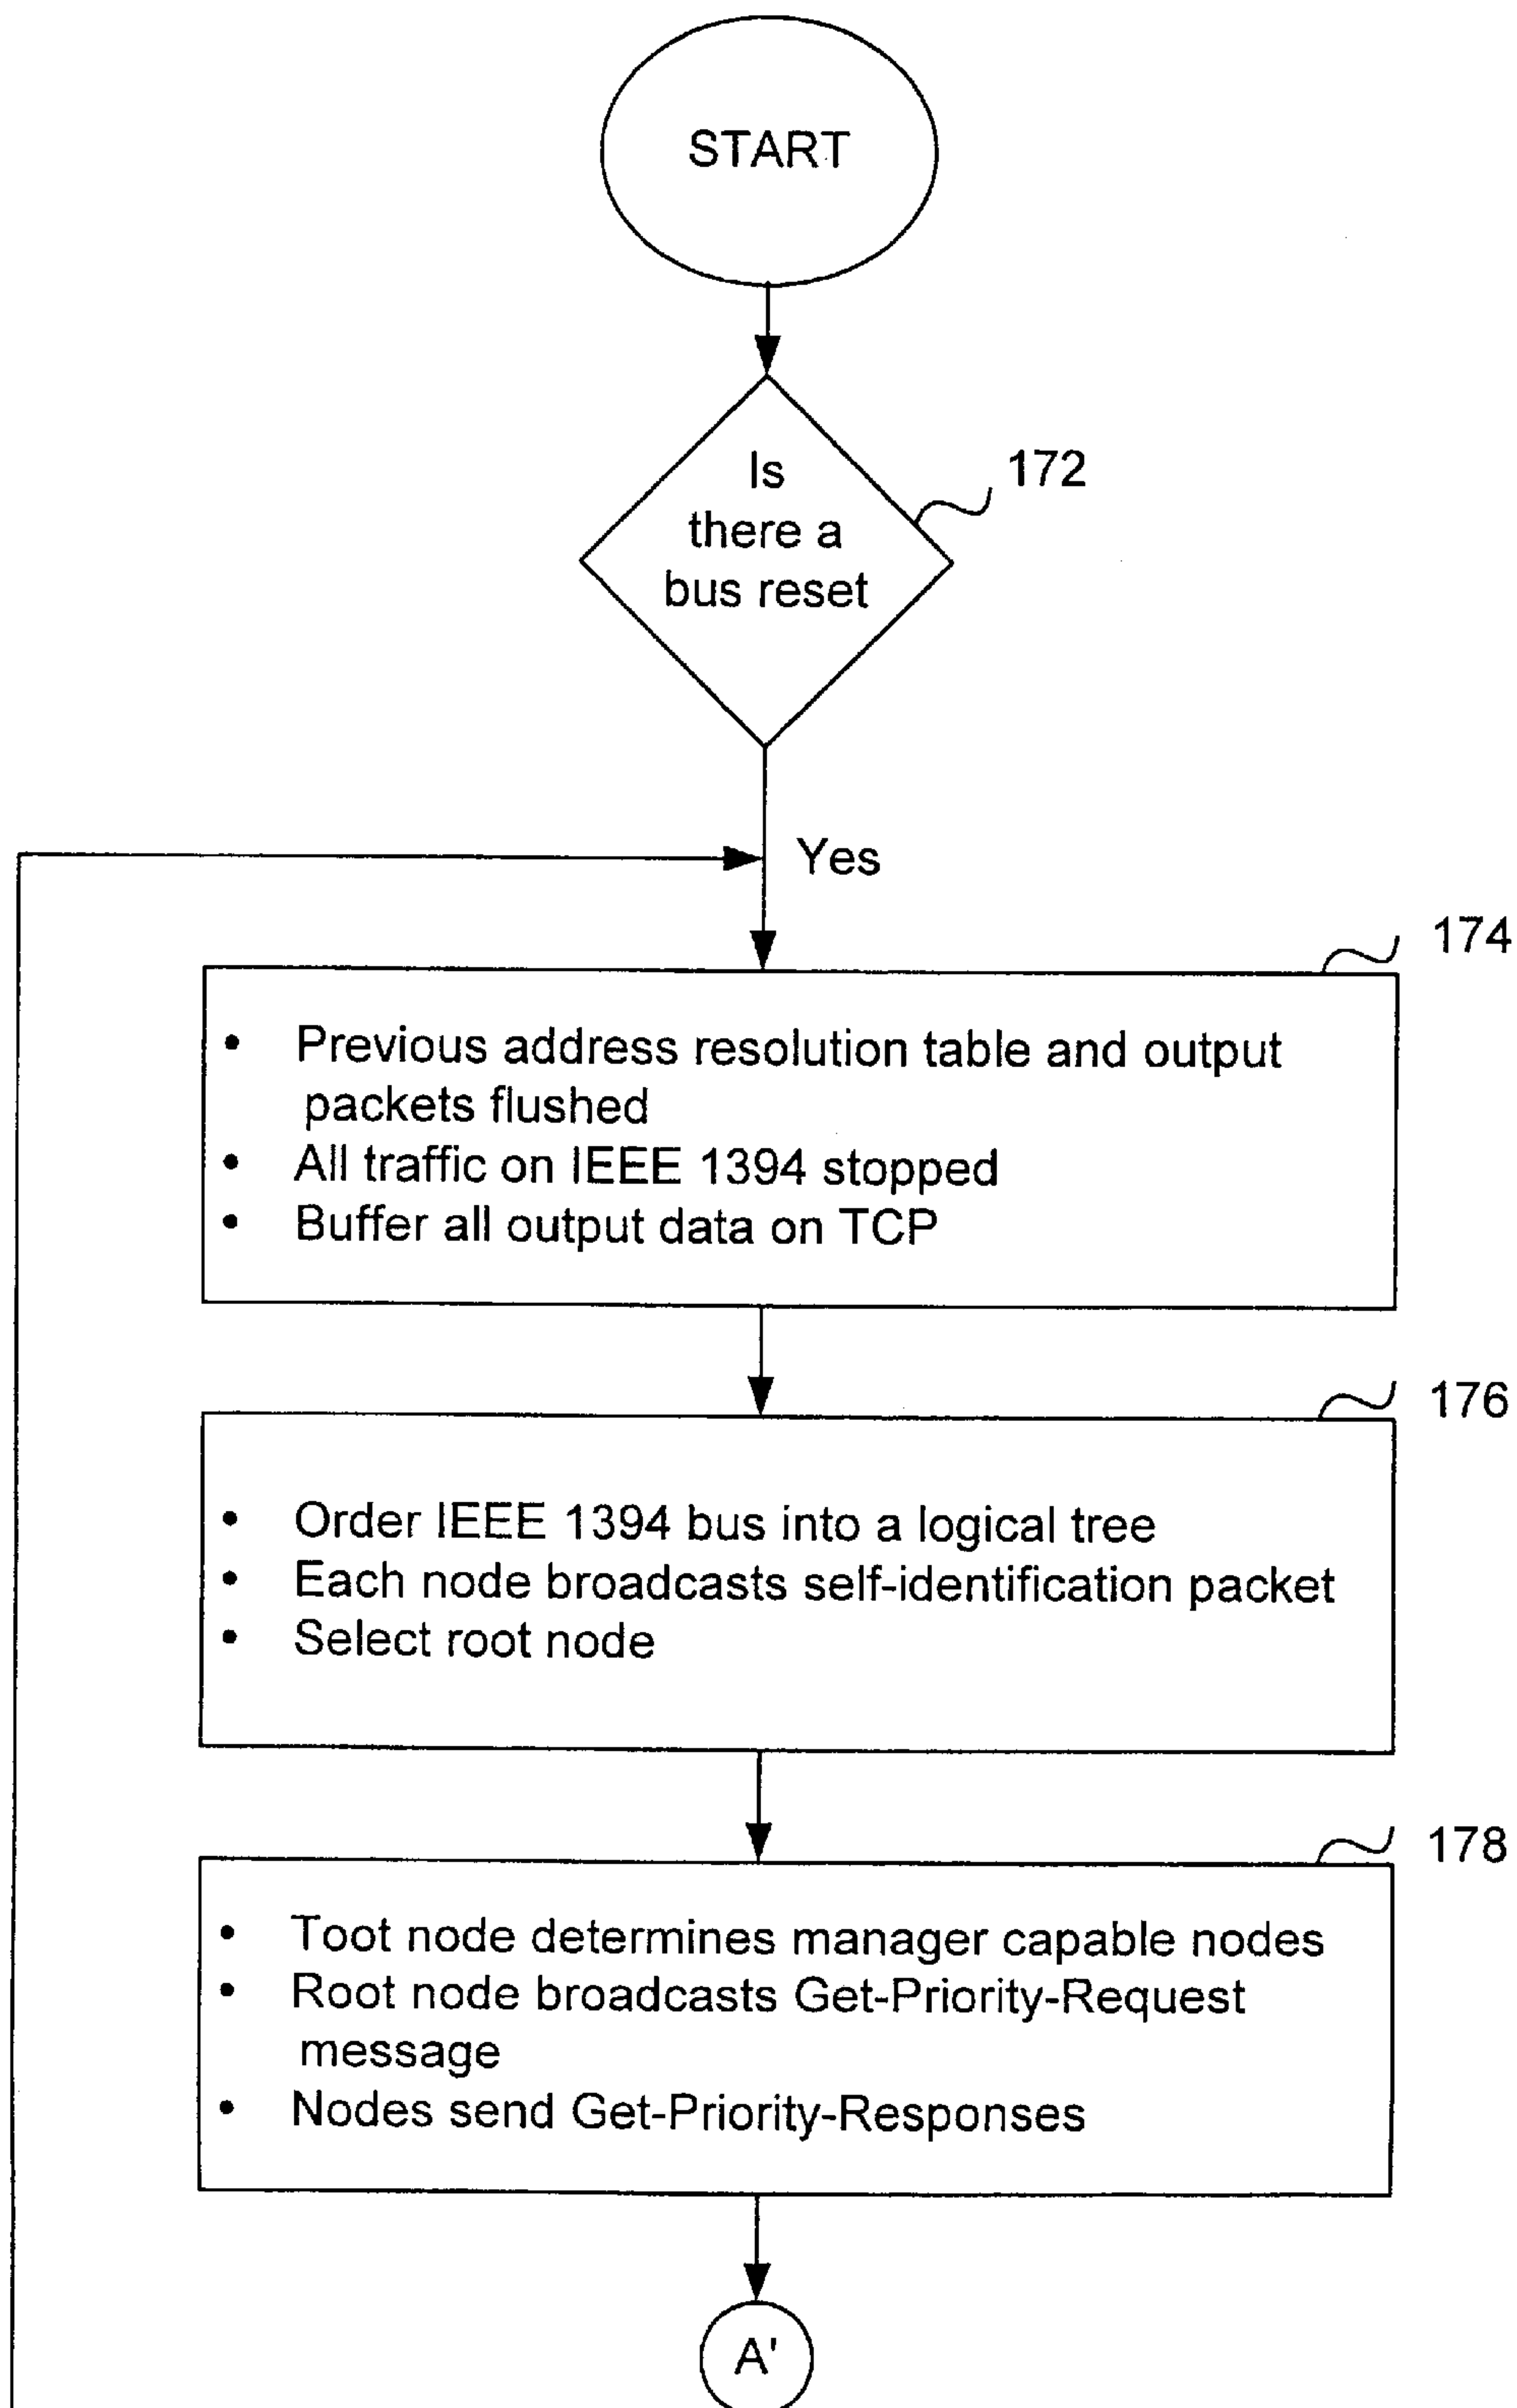 START
Is
there a
bus reset
172
Yes
174
• Previous address resolution table and output
packets flushed
• All traffic on IEEE 1394 stopped
• Buffer all output data on TCP
176
• Order IEEE 1394 bus into a logical tree
• Each node broadcasts self-identification packet
• Select root node
178
• Toot node determines manager capable nodes
• Root node broadcasts Get-Priority-Request
message
• Nodes send Get-Priority-Responses
A'